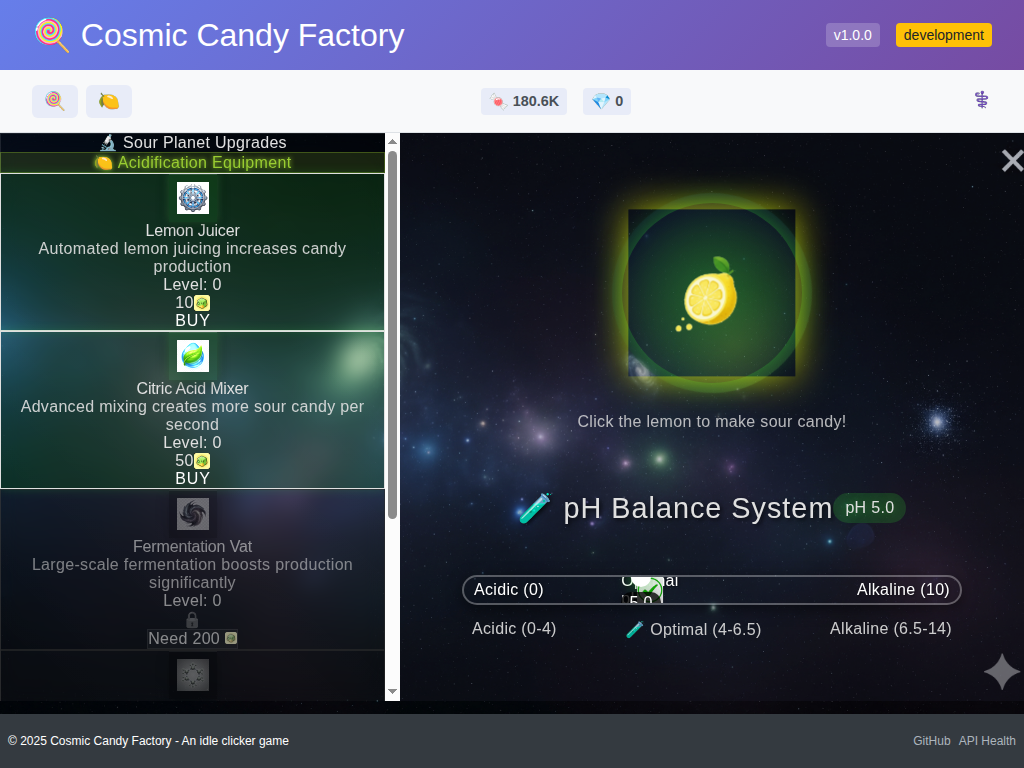 Cosmic Candy Factory
v1.0.0
development
180.6K
0
Sour Planet Upgrades
Acidification Equipment
Lemon Juicer
Automated lemon juicing increases candy
production
Level: 0
10
BUY
Citric Acid Mixer
Advanced mixing creates more sour candy per
second
Level: 0
50
BUY
Fermentation Vat
Large-scale fermentation boosts production
significantly
Level: 0
Need 200
Click the lemon to make sour candy!
pH Balance System
pH 5.0
Acidic (0)
Alkaline (10)
Acidic (0-4)
Optimal (4-6.5)
Alkaline (6.5-14)
© 2025 Cosmic Candy Factory - An idle clicker game
GitHub
API Health